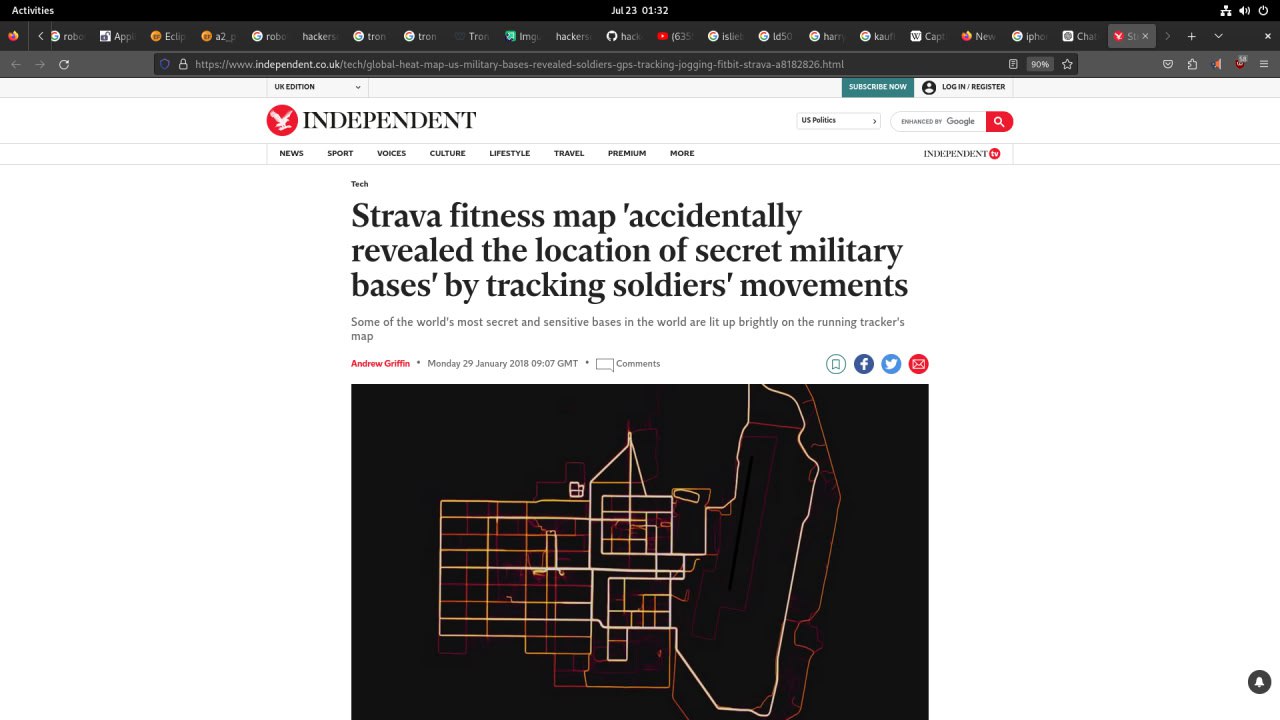 Activities
Jul 23 01:32
robo
Appl
Eclip
a2_p
robo
hackers
tron
tron
Tron
Imgu
hackers
hack
(635
islieb
ld50
harry
kauf
Capt
New
iphon
Chat
Str
https://www.independent.co.uk/tech/global-heat-map-us-military-bases-revealed-soldiers-gps-tracking-jogging-fitbit-strava-a8182826.html
90%
58
UK EDITION
SUBSCRIBE NOW
LOG IN / REGISTER
INDEPENDENT
US Politics
ENHANCED BY Google
NEWS SPORT VOICES CULTURE LIFESTYLE TRAVEL PREMIUM MORE
INDEPENDENT tv
Tech
Strava fitness map 'accidentally
revealed the location of secret military
bases' by tracking soldiers' movements
Some of the world's most secret and sensitive bases in the world are lit up brightly on the running tracker's
map
Andrew Griffin • Monday 29 January 2018 09:07 GMT • Comments